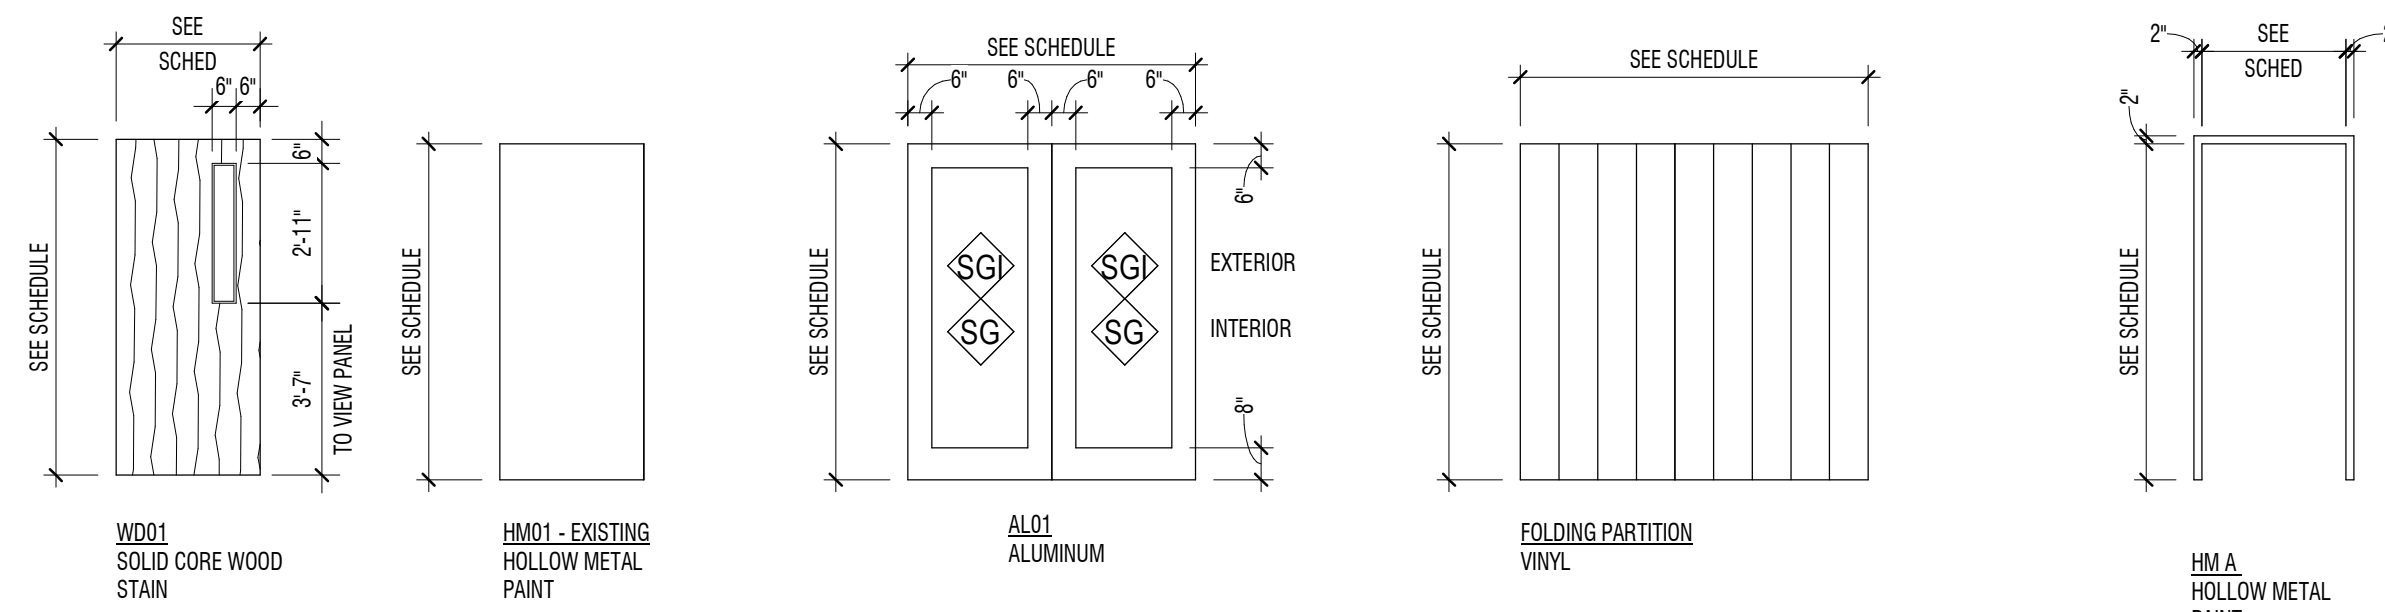 SEE
SCHED
6" 6"
6"
2'-11"
3'-7"
TO VIEW PANEL
SEE SCHEDULE
WD01
SOLID CORE WOOD
STAIN
SEE SCHEDULE
HM01 - EXISTING
HOLLOW METAL
PAINT
SEE SCHEDULE
6" 6" 6" 6"
SEE SCHEDULE
6"
SGI SGI EXTERIOR
SG SG INTERIOR
8"
AL01
ALUMINUM
SEE SCHEDULE
SEE SCHEDULE
FOLDING PARTITION
VINYL
2" SEE
SCHED
2"
SEE SCHEDULE
HM A
HOLLOW METAL